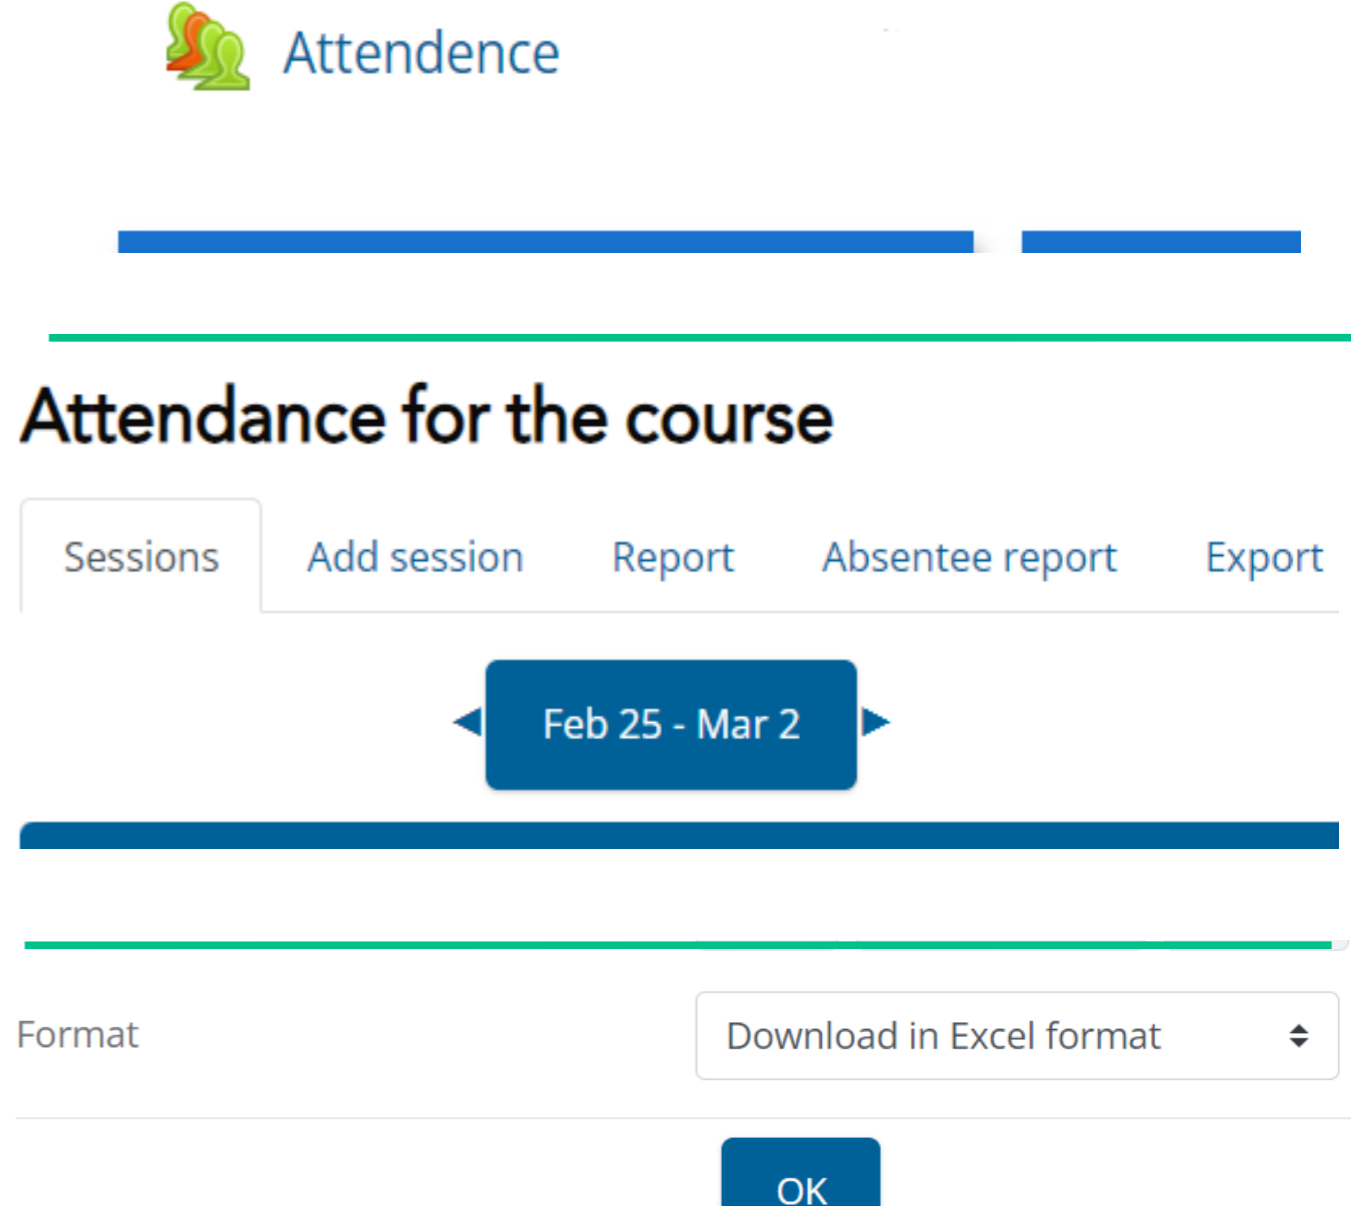 Attendence
Attendance for the course
Sessions Add session Report Absentee report Export
Feb 25 - Mar 2
Format Download in Excel format
OK